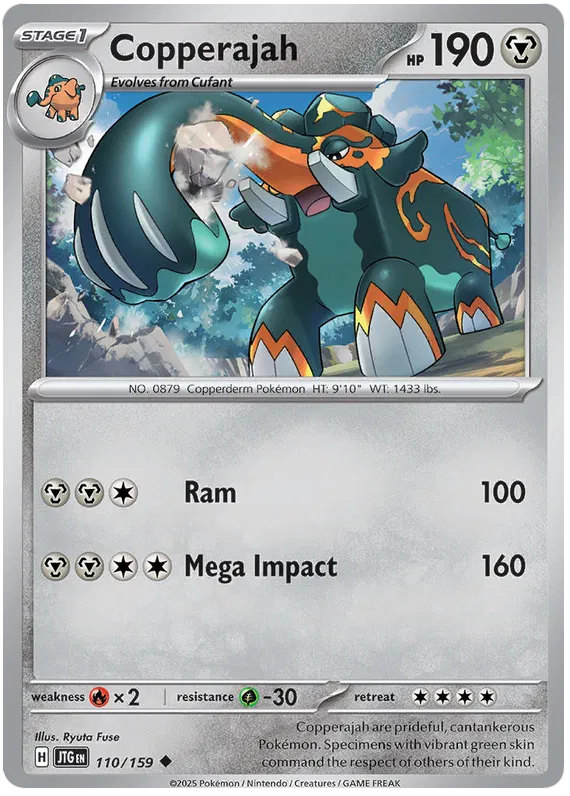 STAGE1
Copperajah
HP 190
Evolves from Cufant
NO. 0879 Copperderm Pokémon HT: 9'10" WT: 1433 lbs.
Ram 100
Mega Impact 160
weakness ×2 resistance -30 retreat
Illus. Ryuta Fuse
Copperajah are prideful, cantankerous
Pokémon. Specimens with vibrant green skin
command the respect of others of their kind.
H JTG EN 110/159
©2025 Pokémon / Nintendo / Creatures / GAME FREAK